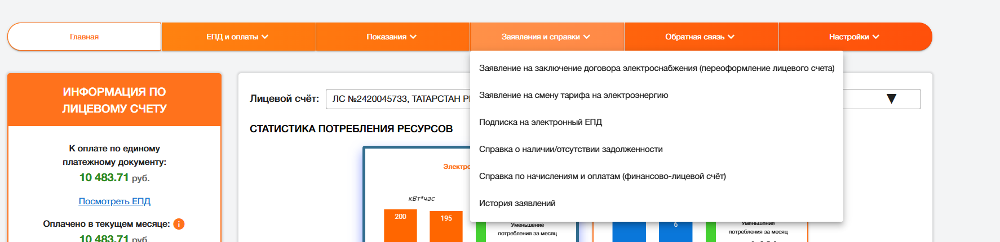 Главная
ЕПД и оплаты
Показания
Заявления и справки
Обратная связь
Настройки
Заявление на заключение договора электроснабжения (переоформление лицевого счета)
Заявление на смену тарифа на электроэнергию
Подписка на электронный ЕПД
Справка о наличии/отсутствии задолженности
Справка по начислениям и оплатам (финансово-лицевой счёт)
История заявлений
ИНФОРМАЦИЯ ПО
ЛИЦЕВОМУ СЧЕТУ
К оплате по единому
платежному документу:
10 483.71 руб.
Посмотреть ЕПД
Оплачено в текущем месяце:
10 483.71 руб.
Лицевой счёт:
ЛС №2420045733, ТАТАРСТАН
СТАТИСТИКА ПОТРЕБЛЕНИЯ РЕСУРСОВ
Электро
кВт*час
200
195
Уменьшение
потребления за месяц
6
Уменьшение
потребления за месяц